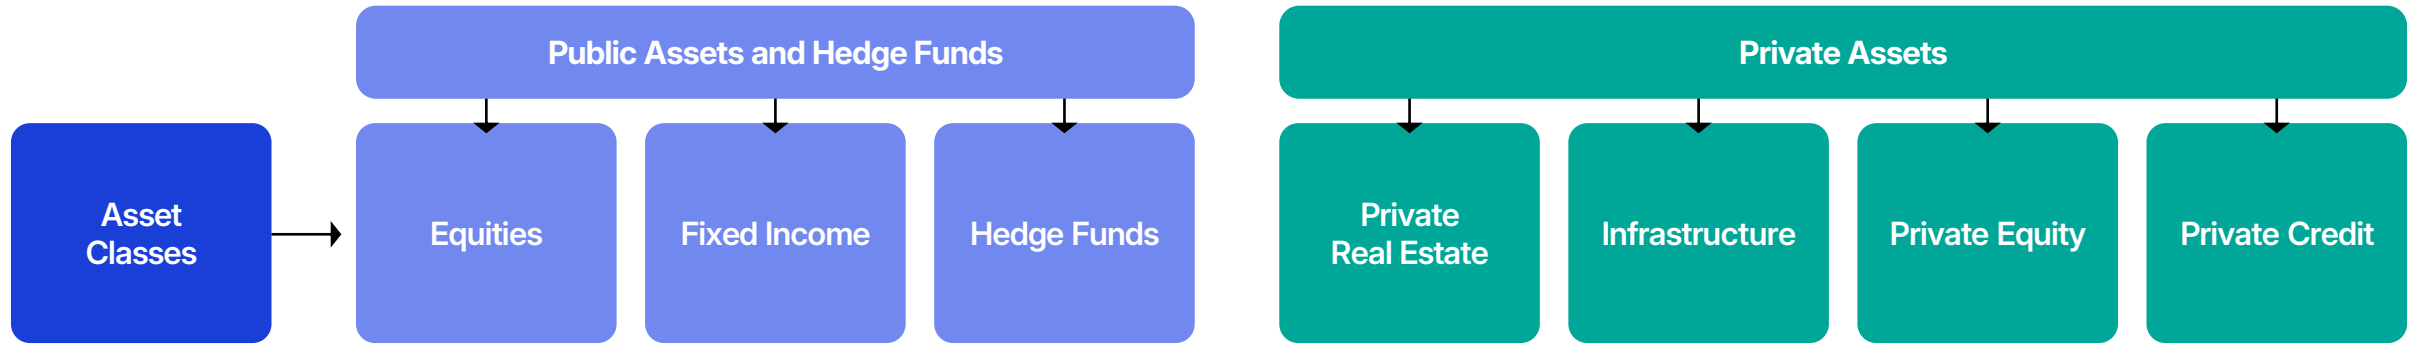 Public Assets and Hedge Funds
Private Assets
Asset
Classes
Equities
Fixed Income
Hedge Funds
Private
Real Estate
Infrastructure
Private Equity
Private Credit